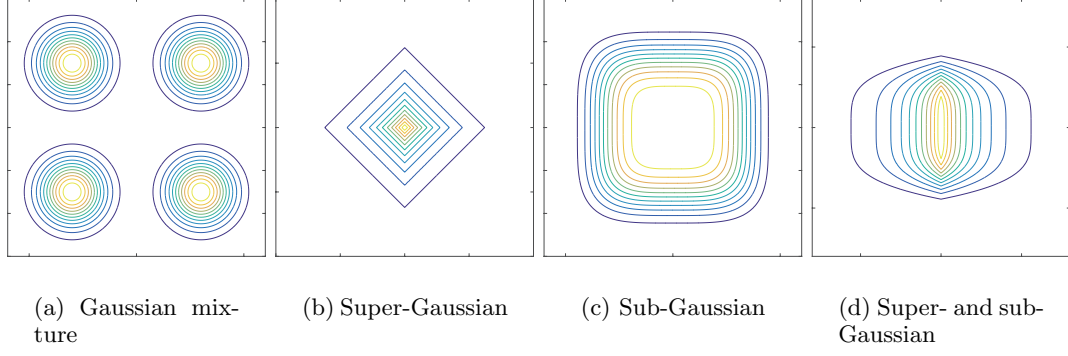 (a) Gaussian mix-
ture
(b) Super-Gaussian
(c) Sub-Gaussian
(d) Super- and sub-
Gaussian